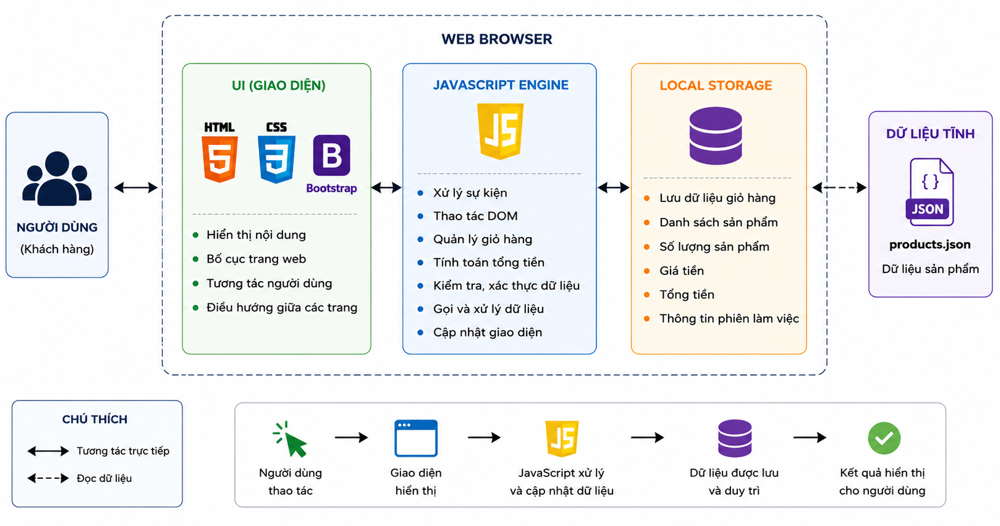 WEB BROWSER
NGƯỜI DÙNG
(Khách hàng)
UI (GIAO DIỆN)
HTML
5
CSS
3
B
Bootstrap
Hiển thị nội dung
Bố cục trang web
Tương tác người dùng
Điều hướng giữa các trang
JAVASCRIPT ENGINE
JS
Xử lý sự kiện
Thao tác DOM
Quản lý giỏ hàng
Tính toán tổng tiền
Kiểm tra, xác thực dữ liệu
Gọi và xử lý dữ liệu
Cập nhật giao diện
LOCAL STORAGE
Lưu dữ liệu giỏ hàng
Danh sách sản phẩm
Số lượng sản phẩm
Giá tiền
Tổng tiền
Thông tin phiên làm việc
DỮ LIỆU TĨNH
{ }
JSON
products.json
Dữ liệu sản phẩm
CHÚ THÍCH
Tương tác trực tiếp
Đọc dữ liệu
Người dùng
thao tác
Giao diện
hiển thị
JS
JavaScript xử lý
và cập nhật dữ liệu
Dữ liệu được lưu
và duy trì
Kết quả hiển thị
cho người dùng